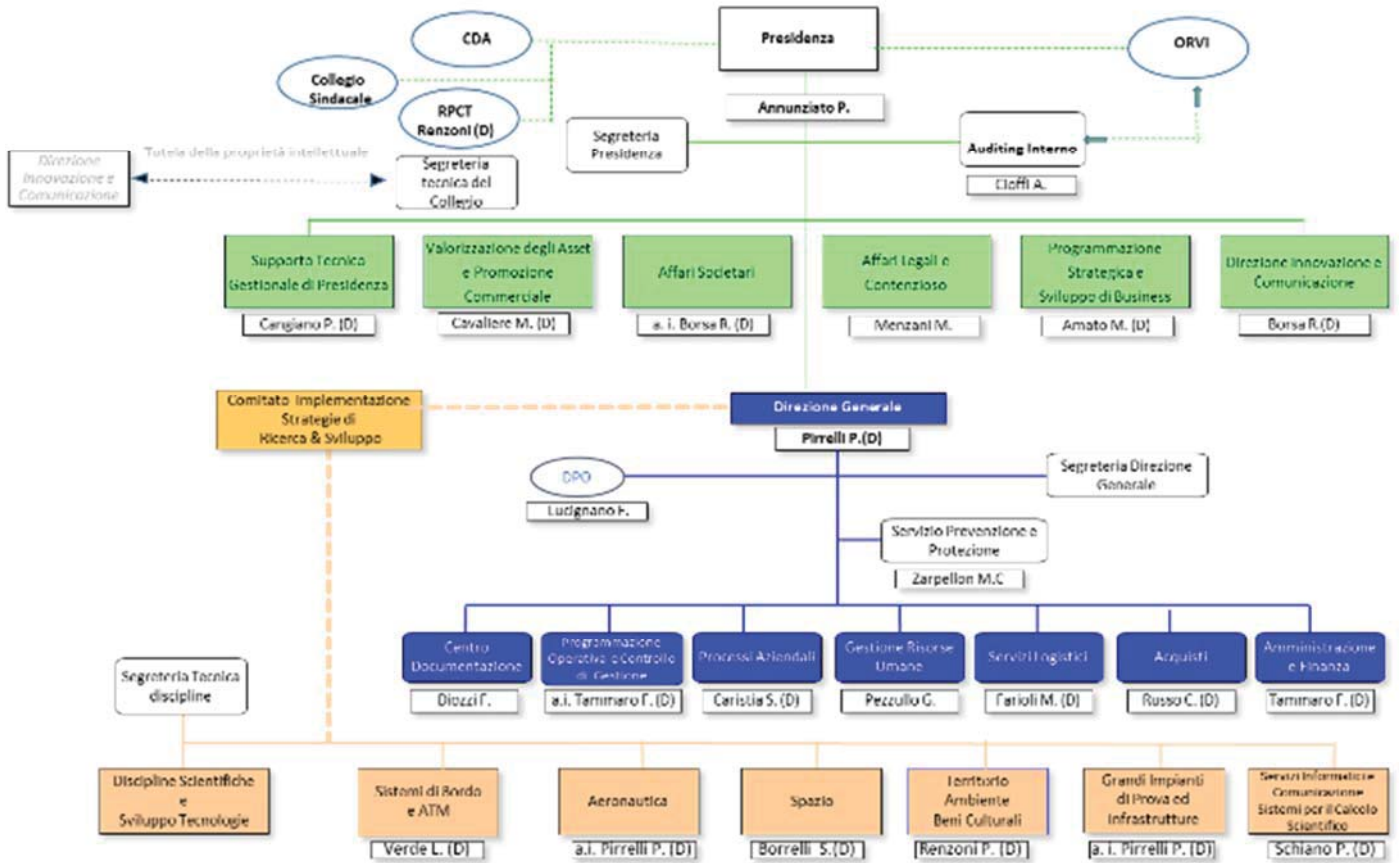 CDA
Presidenza
ORVI
Collegio
Sindacale
RPCT
Renzoni (D)
Annunziato P.
Segreteria
Presidenza
Auditing Interno
Cioffi A.
Direzione
Innovazione e
Comunicazione
Tutela della proprietà intellettuale
Segreteria
tecnica del
Collegio
Supporto Tecnica
Gestionale di Presidenza
Cangiano P. (D)
Valorizzazione degli Asset
e Promozione
Commerciale
Cavaliere M. (D)
Affari Societari
a. i. Borsa R. (D)
Affari Legali e
Contenzioso
Menzani M.
Programmazione
Strategica e
Sviluppo di Business
Amato M. (D)
Direzione Innovazione e
Comunicazione
Borsa R.(D)
Comitato Implementazione
Strategie di
Ricerca & Sviluppo
Direzione Generale
Pirrelli P.(D)
DPO
Lucignano F.
Segreteria Direzione
Generale
Servizio Prevenzione e
Protezione
Zarpellon M.C
Centro
Documentazione
Diozzi F.
Programmazione
Operativa e Controllo
di Gestione
a.i. Tammaro F. (D)
Processi Aziendali
Caristia S. (D)
Gestione Risorse
Umane
Pezzullo G.
Servizi Logistici
Farioli M. (D)
Acquisti
Russo C. (D)
Amministrazione
e Finanza
Tammaro F. (D)
Segreteria Tecnica
discipline
Discipline Scientifiche
e
Sviluppo Tecnologie
Sistemi di Bordo
e ATM
Verde L. (D)
Aeronautica
a.i. Pirrelli P. (D)
Spazio
Borrelli S.(D)
Territorio
Ambiente
Beni Culturali
Renzoni P. (D)
Grandi Impianti
di Prova ed
Infrastrutture
a. i. Pirrelli P. (D)
Servizi Informatici e
Comunicazione
Sistemi per il Calcolo
Scientifico
Schiano P. (D)